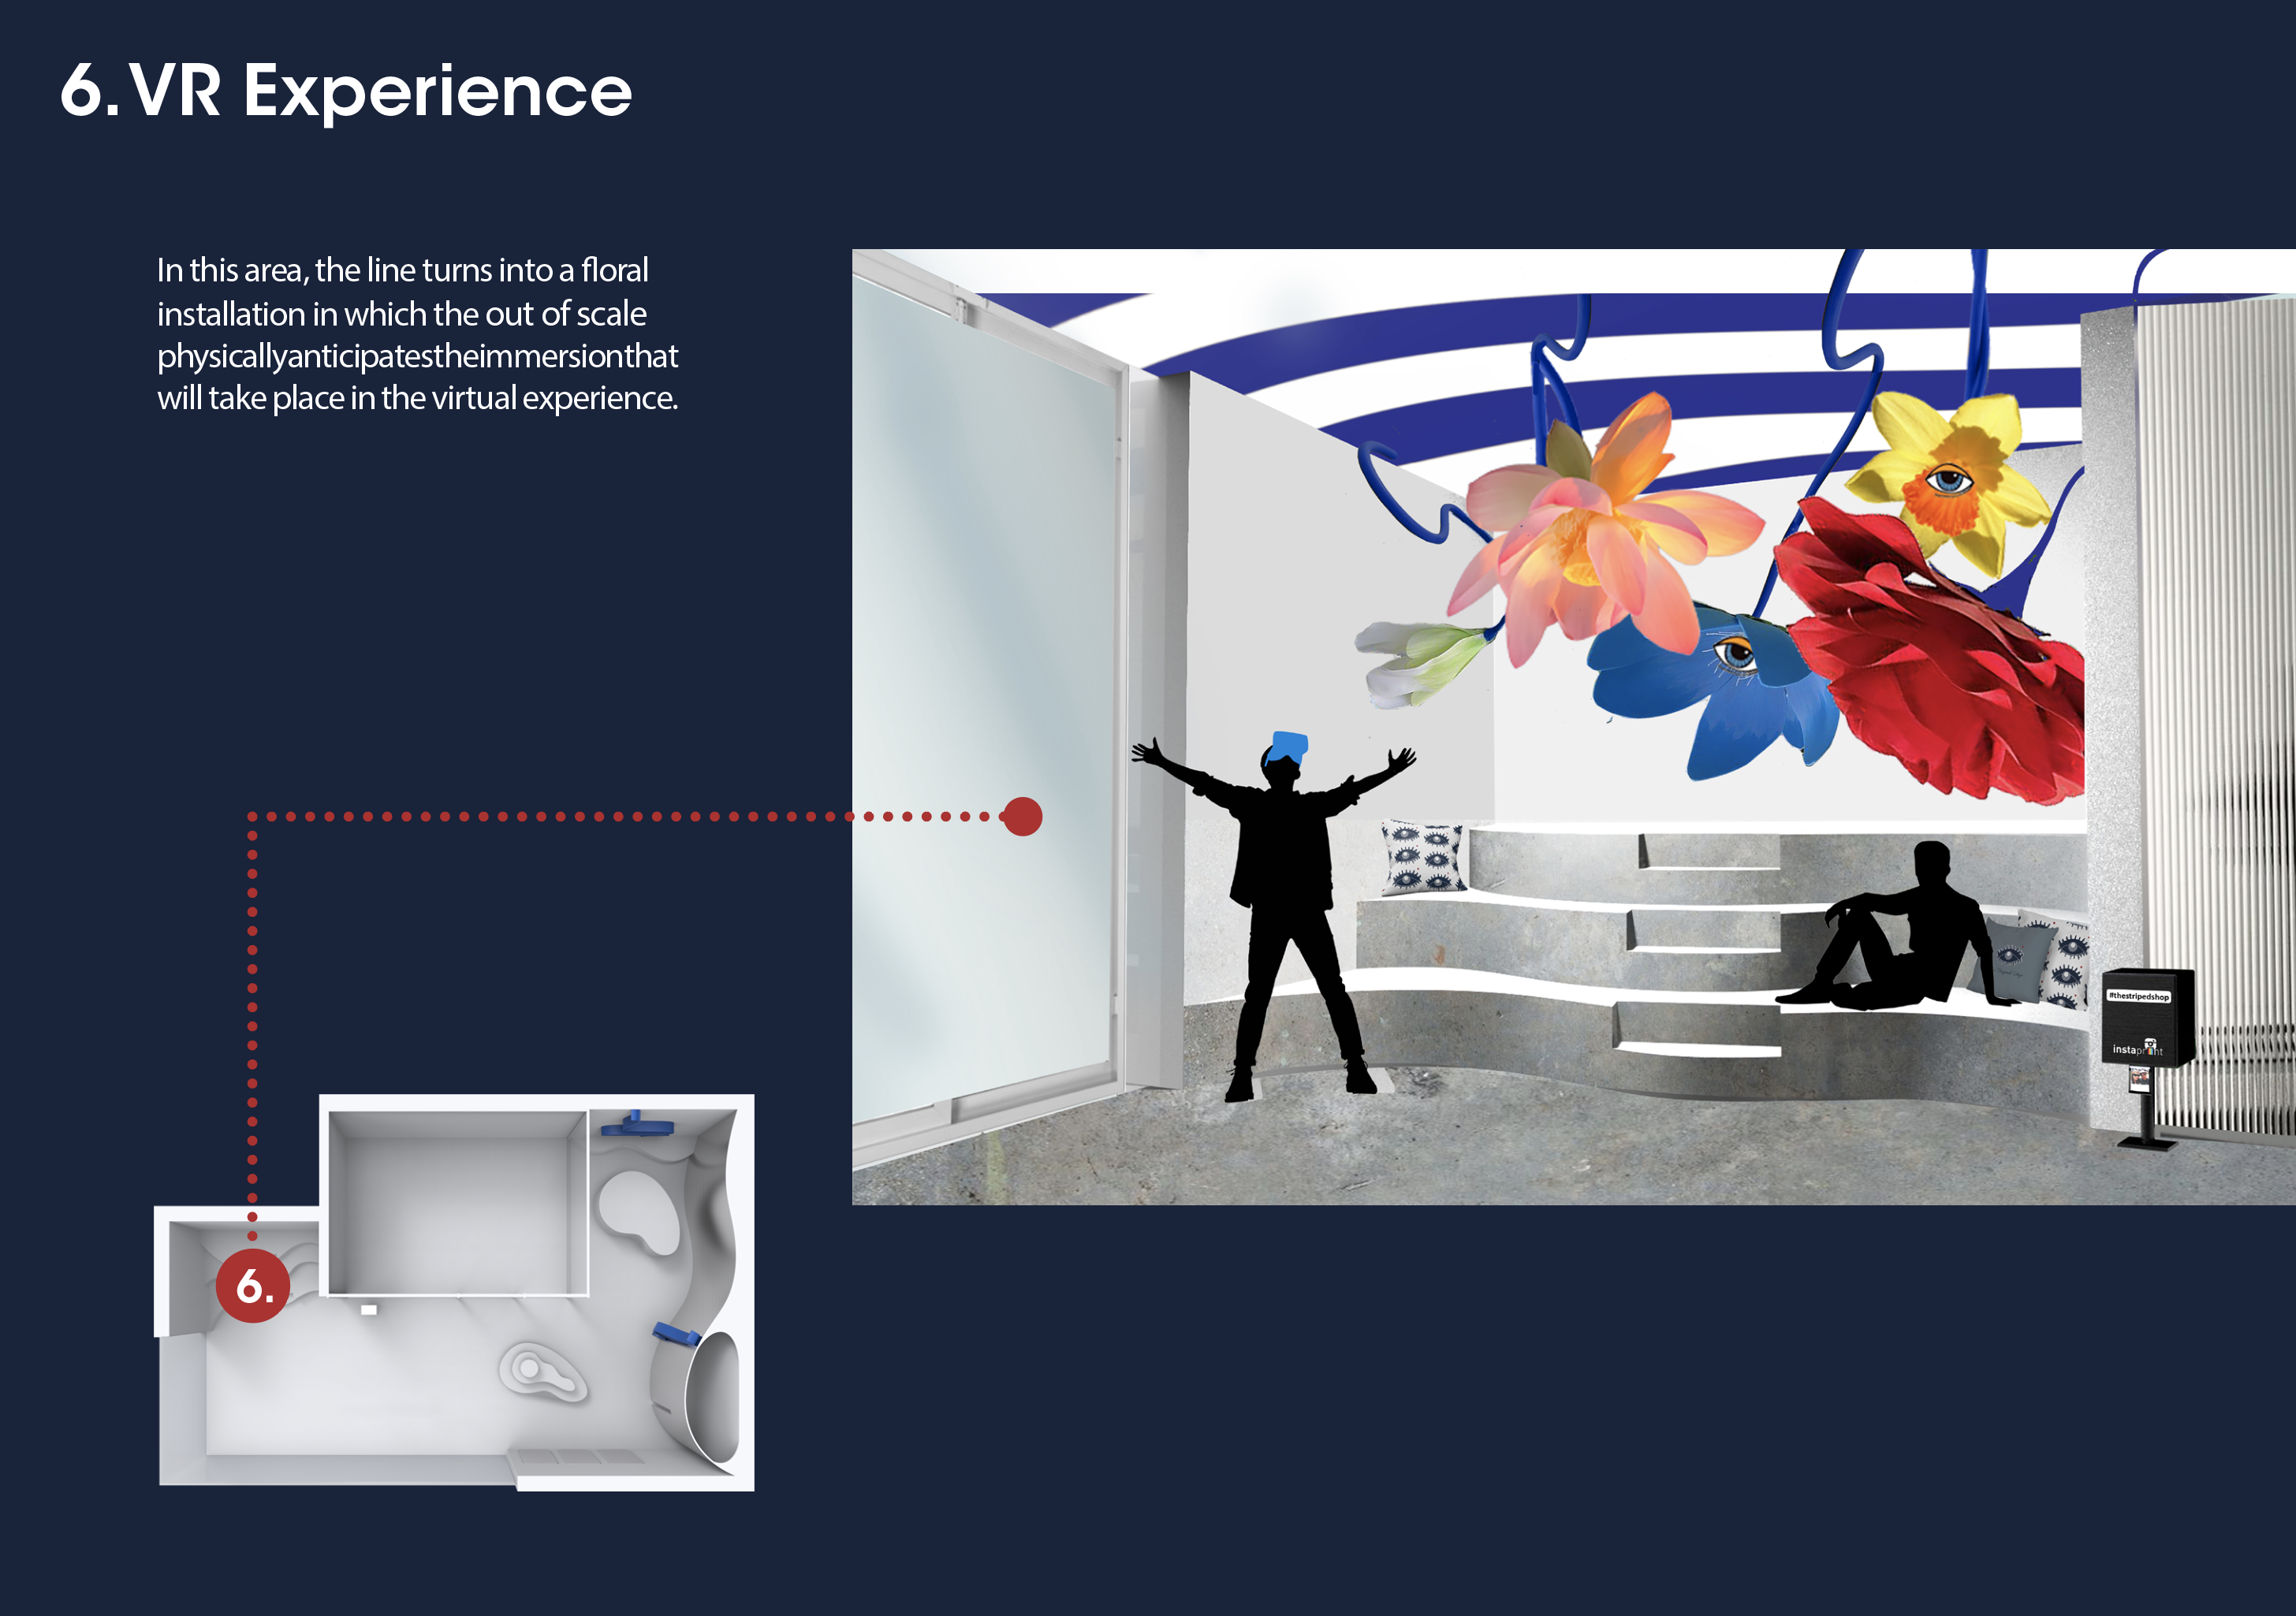 6. VR Experience
In this area, the line turns into a floral
installation in which the out of scale
physicallyanticipatestheimmersionthat
will take place in the virtual experience.
#thestripedshop
instaprint
6.